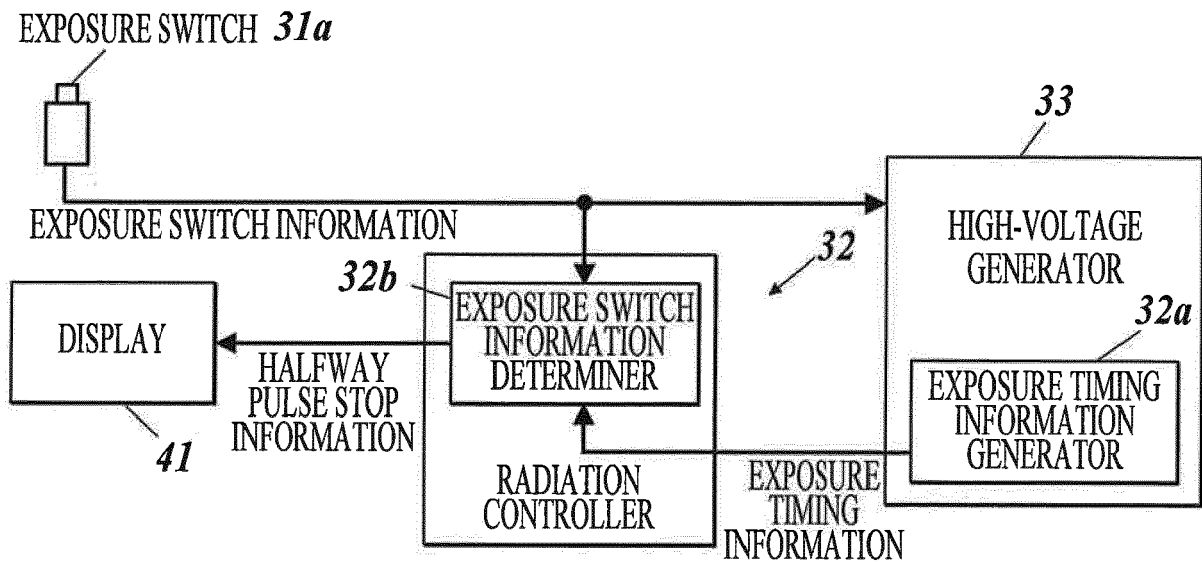 EXPOSURE SWITCH 31a
33
EXPOSURE SWITCH INFORMATION
HIGH-VOLTAGE
GENERATOR
32
32b
EXPOSURE SWITCH
INFORMATION
DETERMINER
32a
DISPLAY
HALFWAY
PULSE STOP
INFORMATION
EXPOSURE TIMING
INFORMATION
GENERATOR
41
RADIATION
CONTROLLER
EXPOSURE
TIMING
INFORMATION